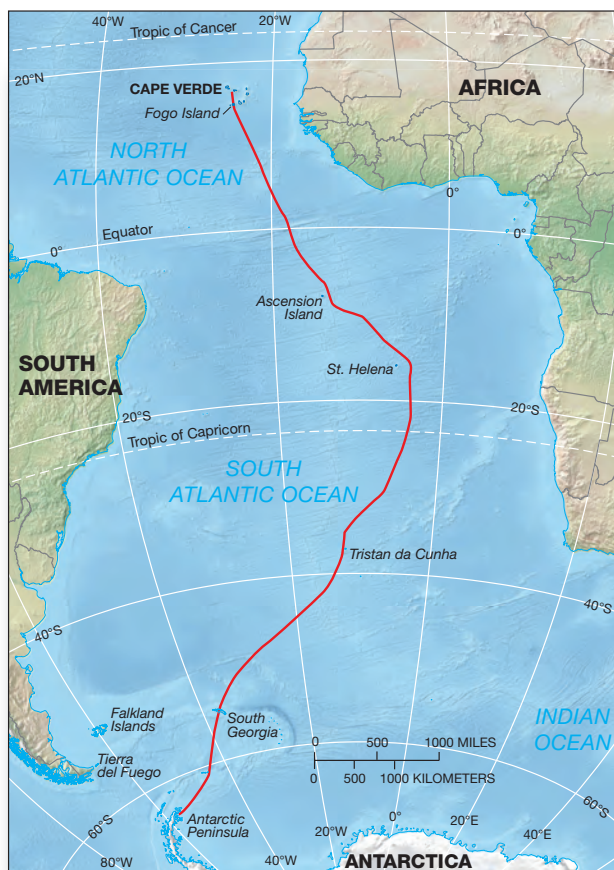 40°W
20°W
Tropic of Cancer
20°N
CAPE VERDE
Fogo Island
AFRICA
NORTH
ATLANTIC OCEAN
0°
Equator
0°
0°
Ascension
Island
SOUTH
AMERICA
St. Helena
20°S
20°S
Tropic of Capricorn
SOUTH
ATLANTIC OCEAN
Tristan da Cunha
40°S
40°S
Falkland
Islands
South
Georgia
INDIAN
OCEAN
Tierra
del Fuego
0 500 1000 MILES
0 500 1000 KILOMETERS
60°S
Antarctic
Peninsula
80°W
40°W
20°W
0°
20°E
40°E
60°S
ANTARCTICA